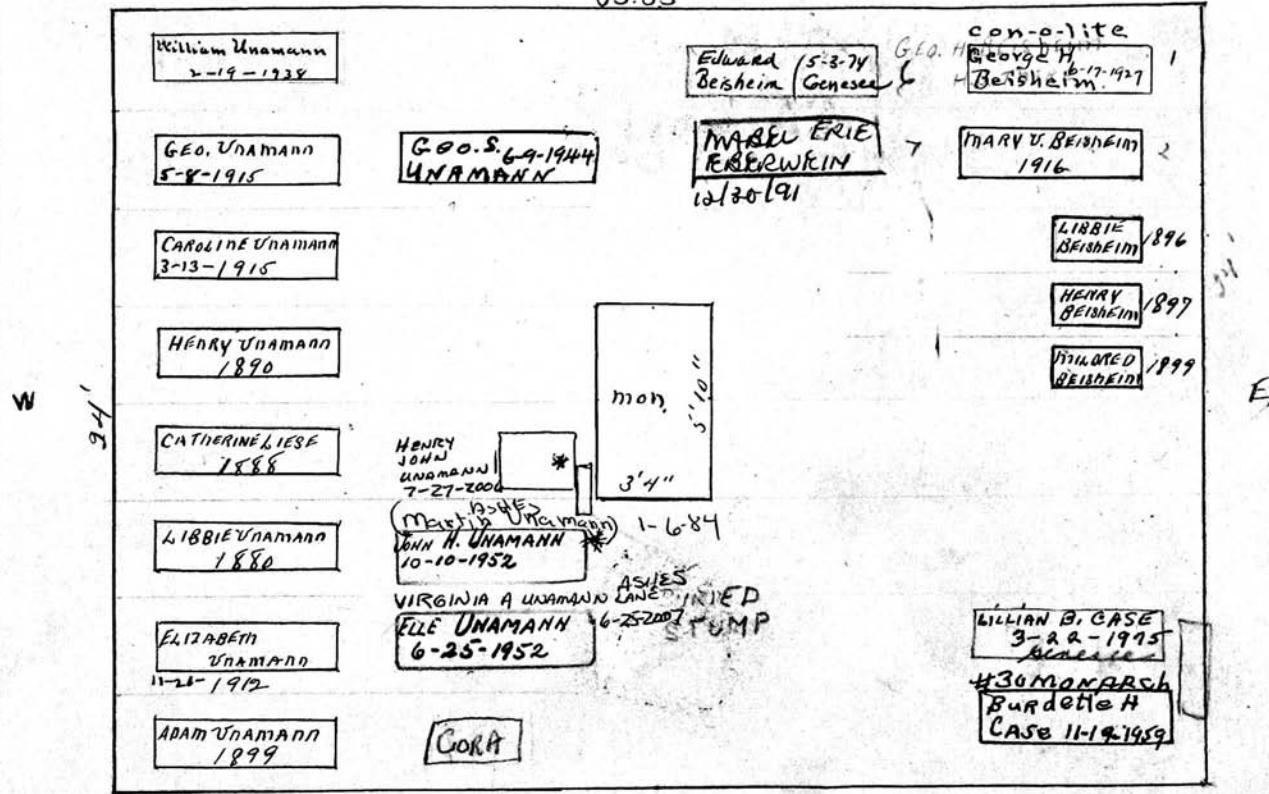 William Unamann
2-19-1938
GEO. UNAMANN
5-8-1915
CAROLINE UNAMANN
3-13-1915
HENRY UNAMANN
1890
CATHERINE LIESE
1888
LIBBIE UNAMANN
1880
ELIZABETH
UNAMANN
11-26-1912
ADAM UNAMANN
1899
W
94'
GEO. S. 6-9-1944
UNAMANN
HENRY
JOHN
UNAMANN
7-27-2006
*
ASHES
(Martin Unamann) 1-6-84
JOHN H. UNAMANN *
10-10-1952
VIRGINIA A UNAMANN LANE ASHES
6-25-2007
ELLE UNAMANN
6-25-1952
STUMP
CORA
mon.
5'10"
3'4"
Edward 5-3-74
Beisheim Genesee 6
MABEL ERIE
EBERWEIN 7
12/30/91
con-o-lite
GEO. H.
George H. 1
Beisheim 6-17-1927
MARY V. BEISHEIM 2
1916
LIBBIE
BEISHEIM 1896
HENRY
BEISHEIM 1897
MILDRED
BEISHEIM 1899
E
LILLIAN B. CASE
3-22-1975
Genesee
#30 MONARCH
Burdette H
CASE 11-19-1959